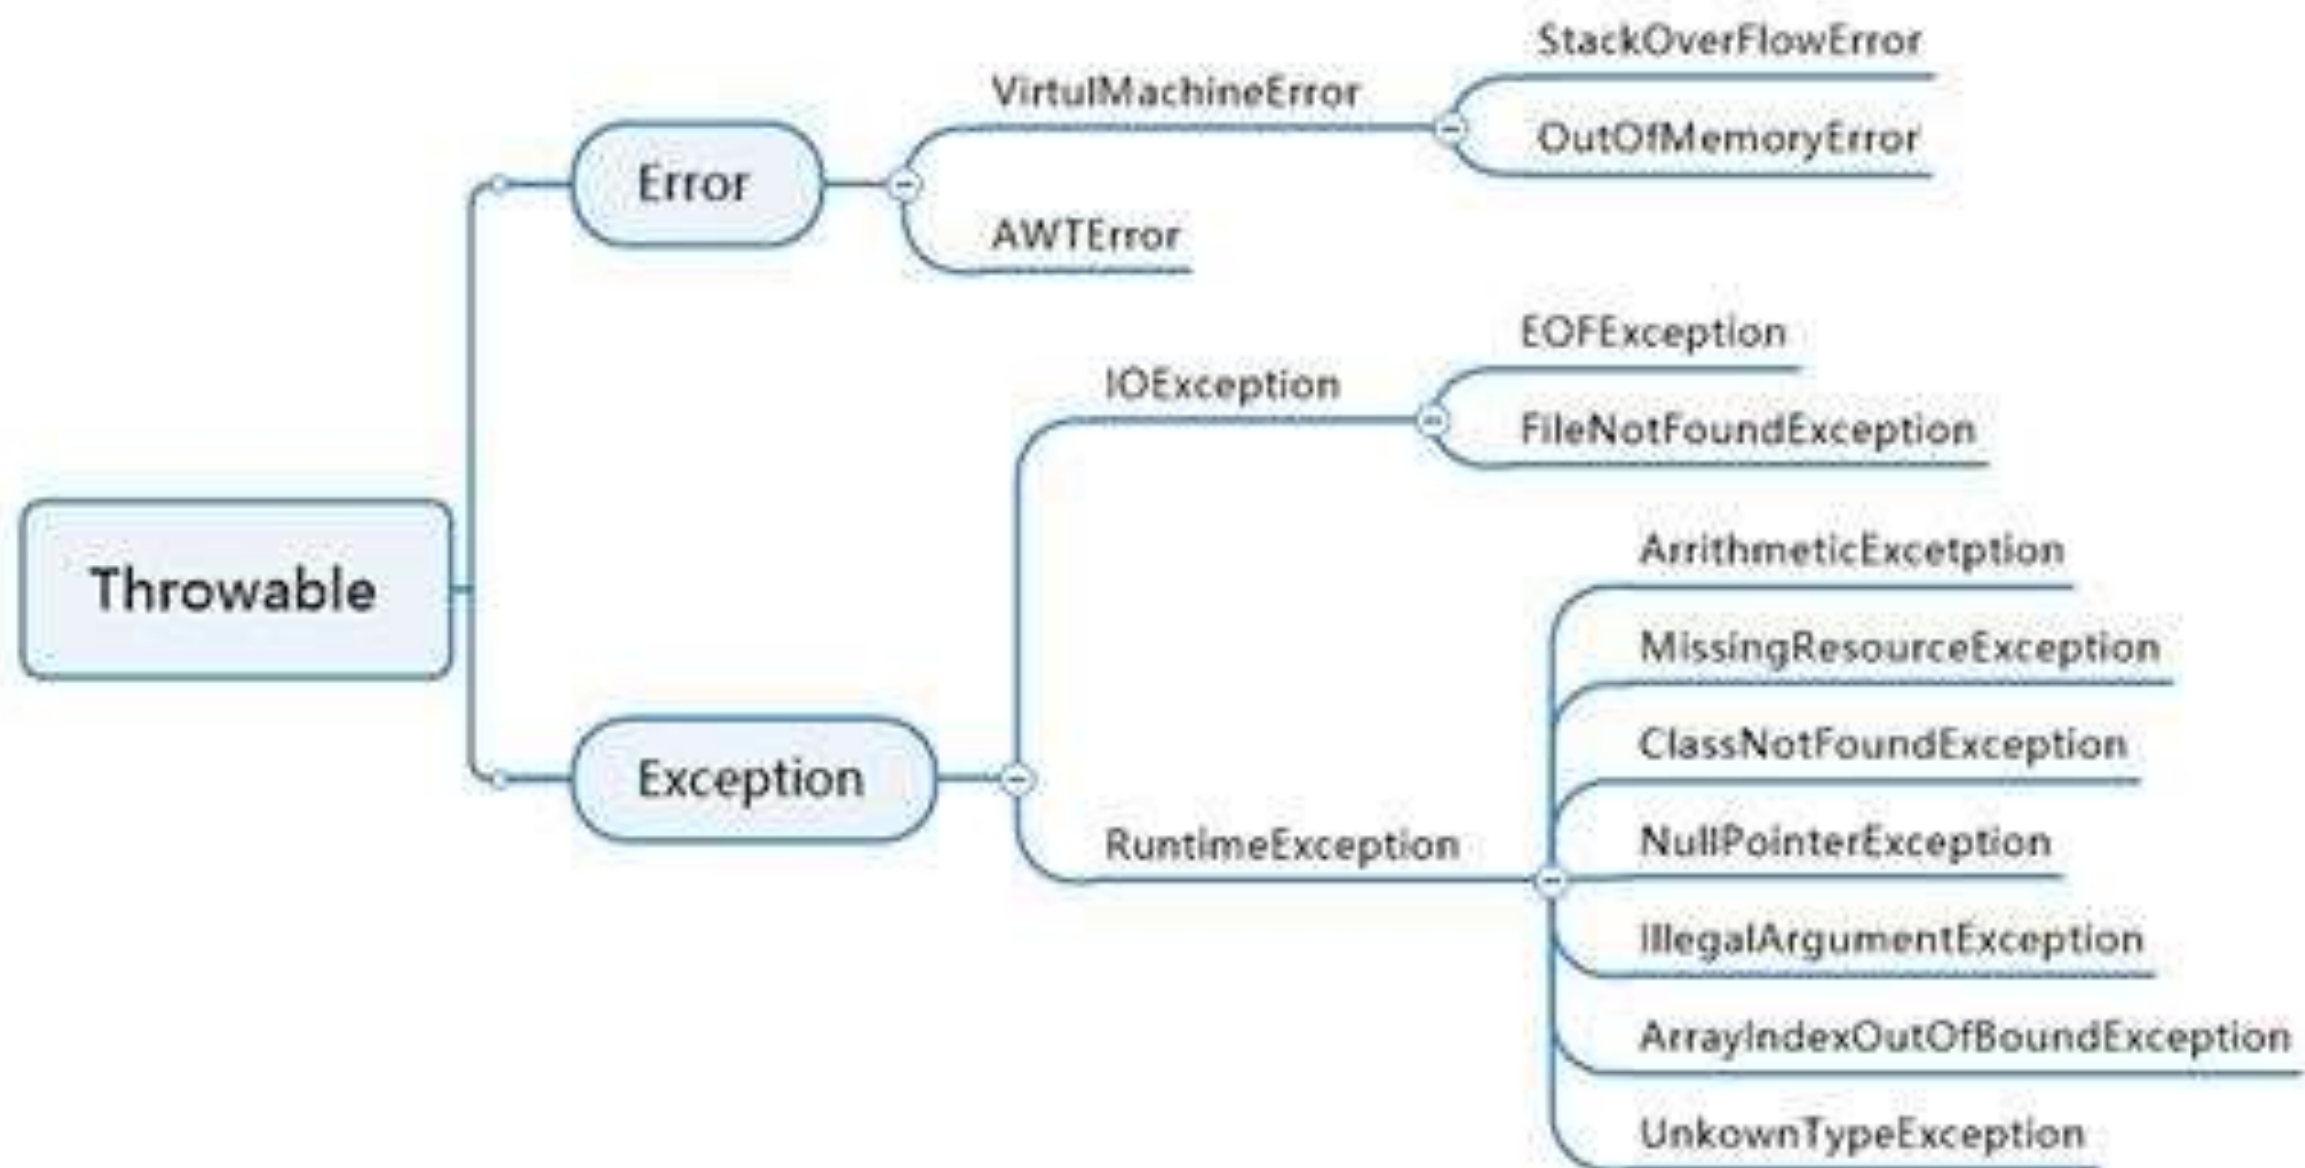 Throwable
Error
VirtulMachineError
StackOverFlowError
OutOfMemoryError
AWTError
Exception
IOException
EOFException
FileNotFoundException
RuntimeException
ArrithmeticExcetption
MissingResourceException
ClassNotFoundException
NullPointerException
IllegalArgumentException
ArrayIndexOutOfBoundException
UnkownTypeException